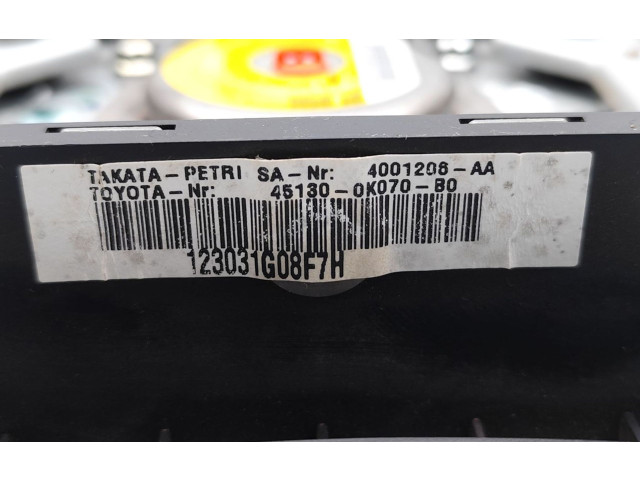 TAKATA-PETRI SA-Nr: 4001206-AA
TOYOTA-Nr: 45130-0K070-B0
123031G08F7H